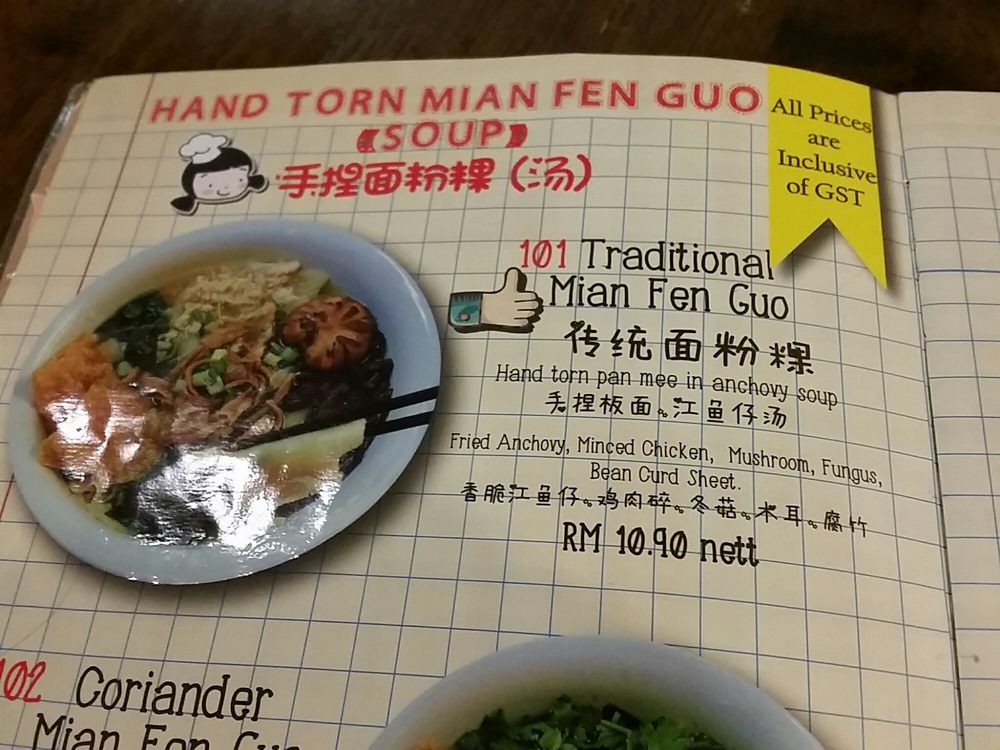 HAND TORN MIAN FEN GUO
【SOUP】
手捏面粉粿（汤）
All Prices
are
Inclusive
of GST
101 Traditional
Mian Fen Guo
传统面粉粿
Hand torn pan mee in anchovy soup
手捏板面。江鱼仔汤
Fried Anchovy, Minced Chicken, Mushroom, Fungus,
Bean Curd Sheet.
香脆江鱼仔。鸡肉碎。冬菇。木耳。腐竹
RM 10.90 nett
102 Coriander
Mian Fen Guo